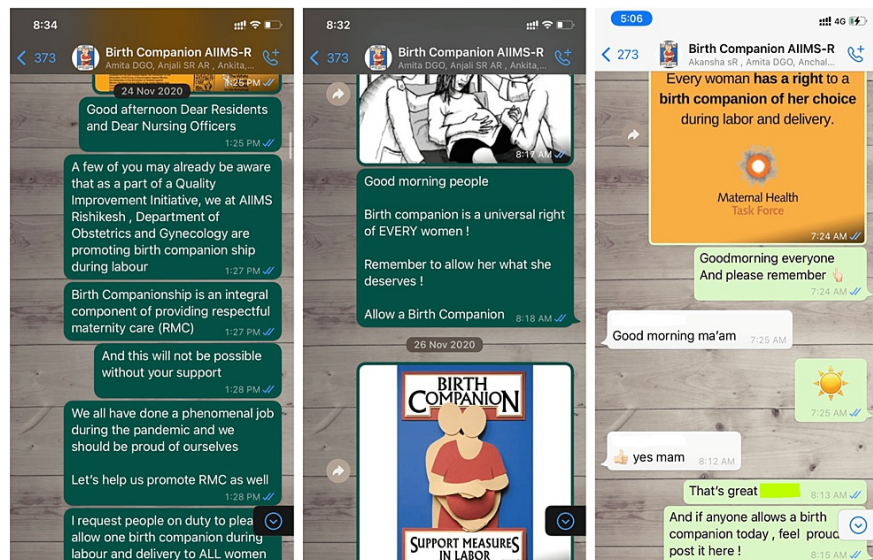 8:34
373
Birth Companion AIIMS-R
Amita DGO, Anjali SR AR , Ankita,...
1:25 PM
24 Nov 2020
Good afternoon Dear Residents
and Dear Nursing Officers
1:25 PM
A few of you may already be aware
that as a part of a Quality
Improvement Initiative, we at AIIMS
Rishikesh , Department of
Obstetrics and Gynecology are
promoting birth companion ship
during labour
1:27 PM
Birth Companionship is an integral
component of providing respectful
maternity care (RMC)
1:27 PM
And this will not be possible
without your support
1:28 PM
We all have done a phenomenal job
during the pandemic and we
should be proud of ourselves
Let's help us promote RMC as well
1:28 PM
I request people on duty to
allow one birth companion during
labour and delivery to ALL women
8:32
373
Birth Companion AIIMS-R
Amita DGO, Anjali SR AR , Ankita,...
8:17 AM
Good morning people
Birth companion is a universal right
of EVERY women !
Remember to allow her what she
deserves !
Allow a Birth Companion
8:18 AM
26 Nov 2020
BIRTH
COMPANION
SUPPORT MEASURES
IN LABOR
5:06
4G
273
Birth Companion AIIMS-R
Akansha sR , Amita DGO, Anchal...
Every woman has a right to a
birth companion of her choice
during labor and delivery.
Maternal Health
Task Force
7:24 AM
Goodmorning everyone
And please remember
7:24 AM
Good morning ma'am
7:25 AM
7:25 AM
yes mam
8:12 AM
That's great
8:13 AM
And if anyone allows a birth
companion today , feel
post it here !
8:15 AM